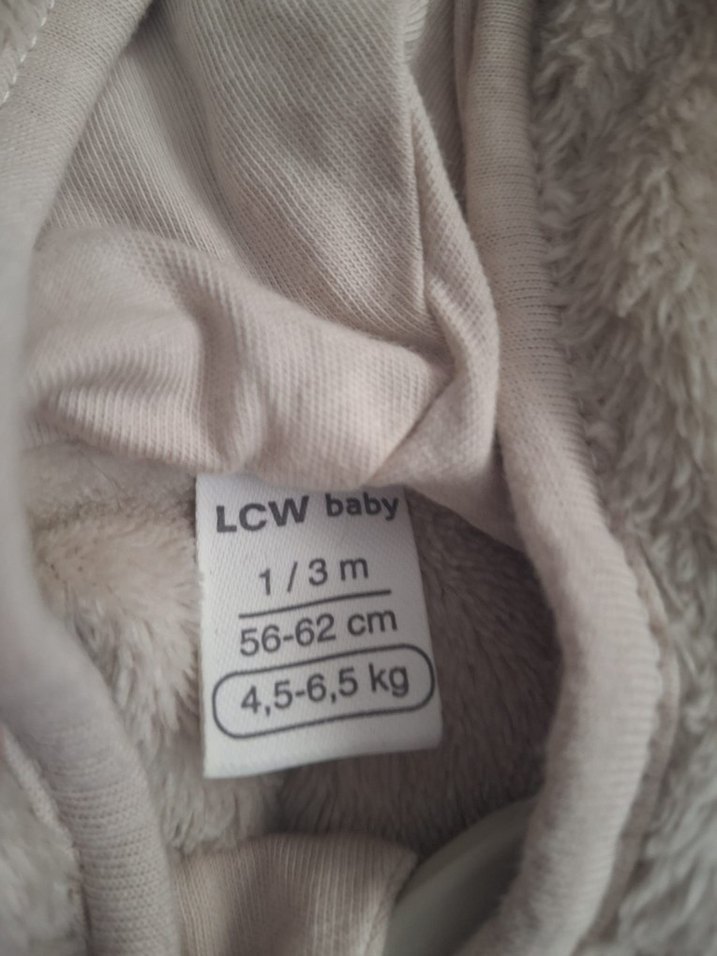 LCW baby
1 / 3 m
56-62 cm
4,5-6,5 kg